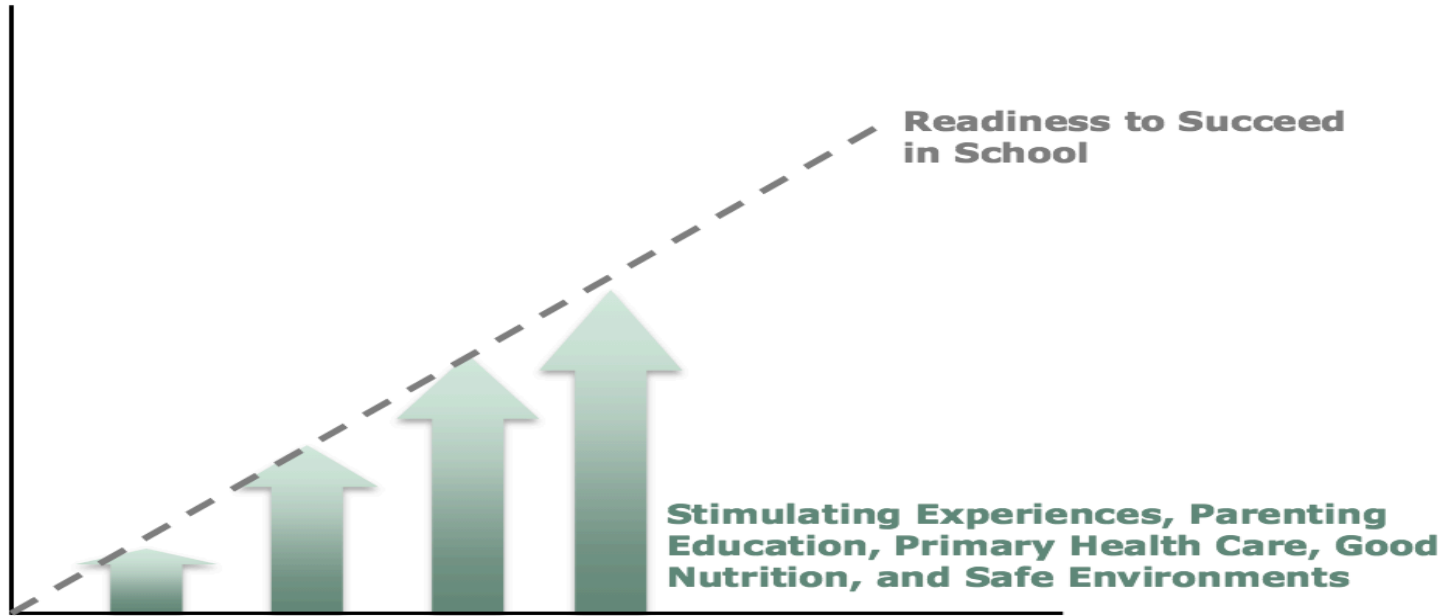 Readiness to Succeed
in School
Stimulating Experiences, Parenting
Education, Primary Health Care, Good
Nutrition, and Safe Environments